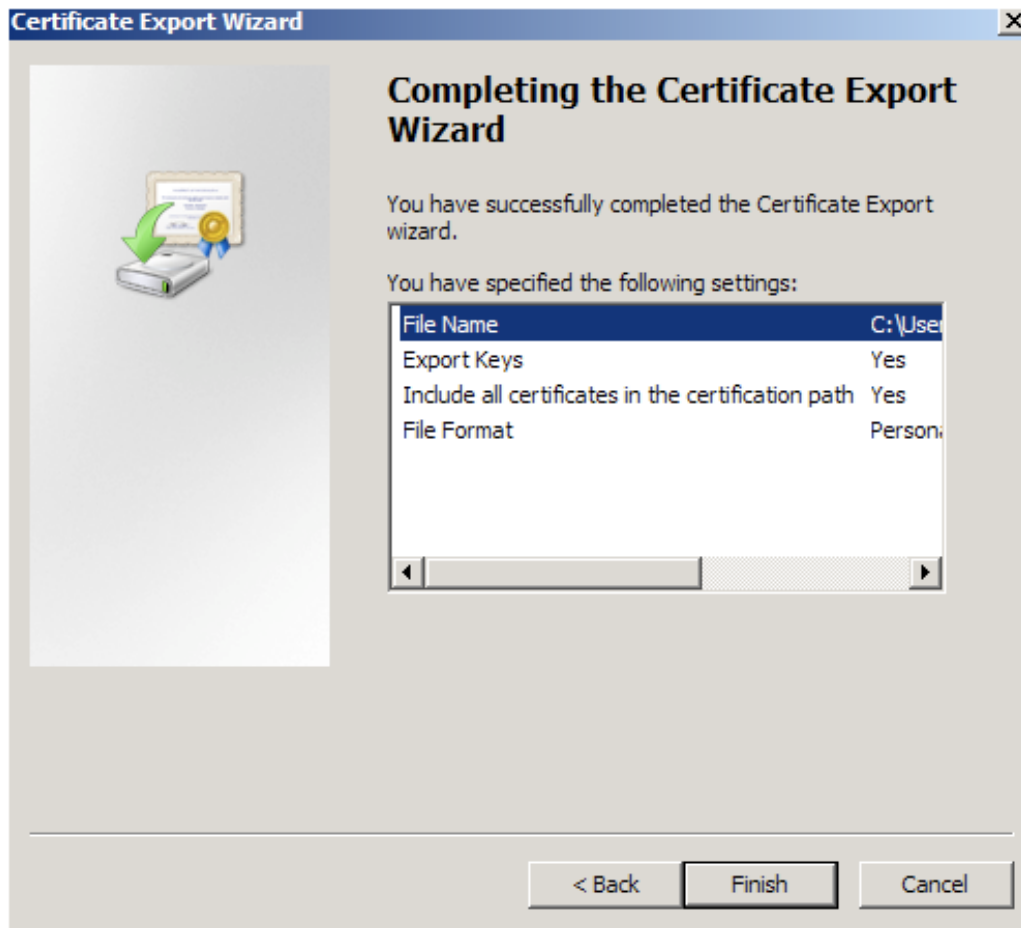 Certificate Export Wizard
Completing the Certificate Export
Wizard
You have successfully completed the Certificate Export
wizard.
You have specified the following settings:
File Name C:\User
Export Keys Yes
Include all certificates in the certification path Yes
File Format Persona
< Back Finish Cancel